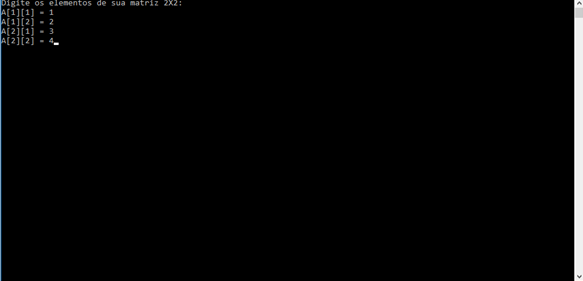 Digite os elementos de sua matriz 2X2:
A[1][1] = 1
A[1][2] = 2
A[2][1] = 3
A[2][2] = 4